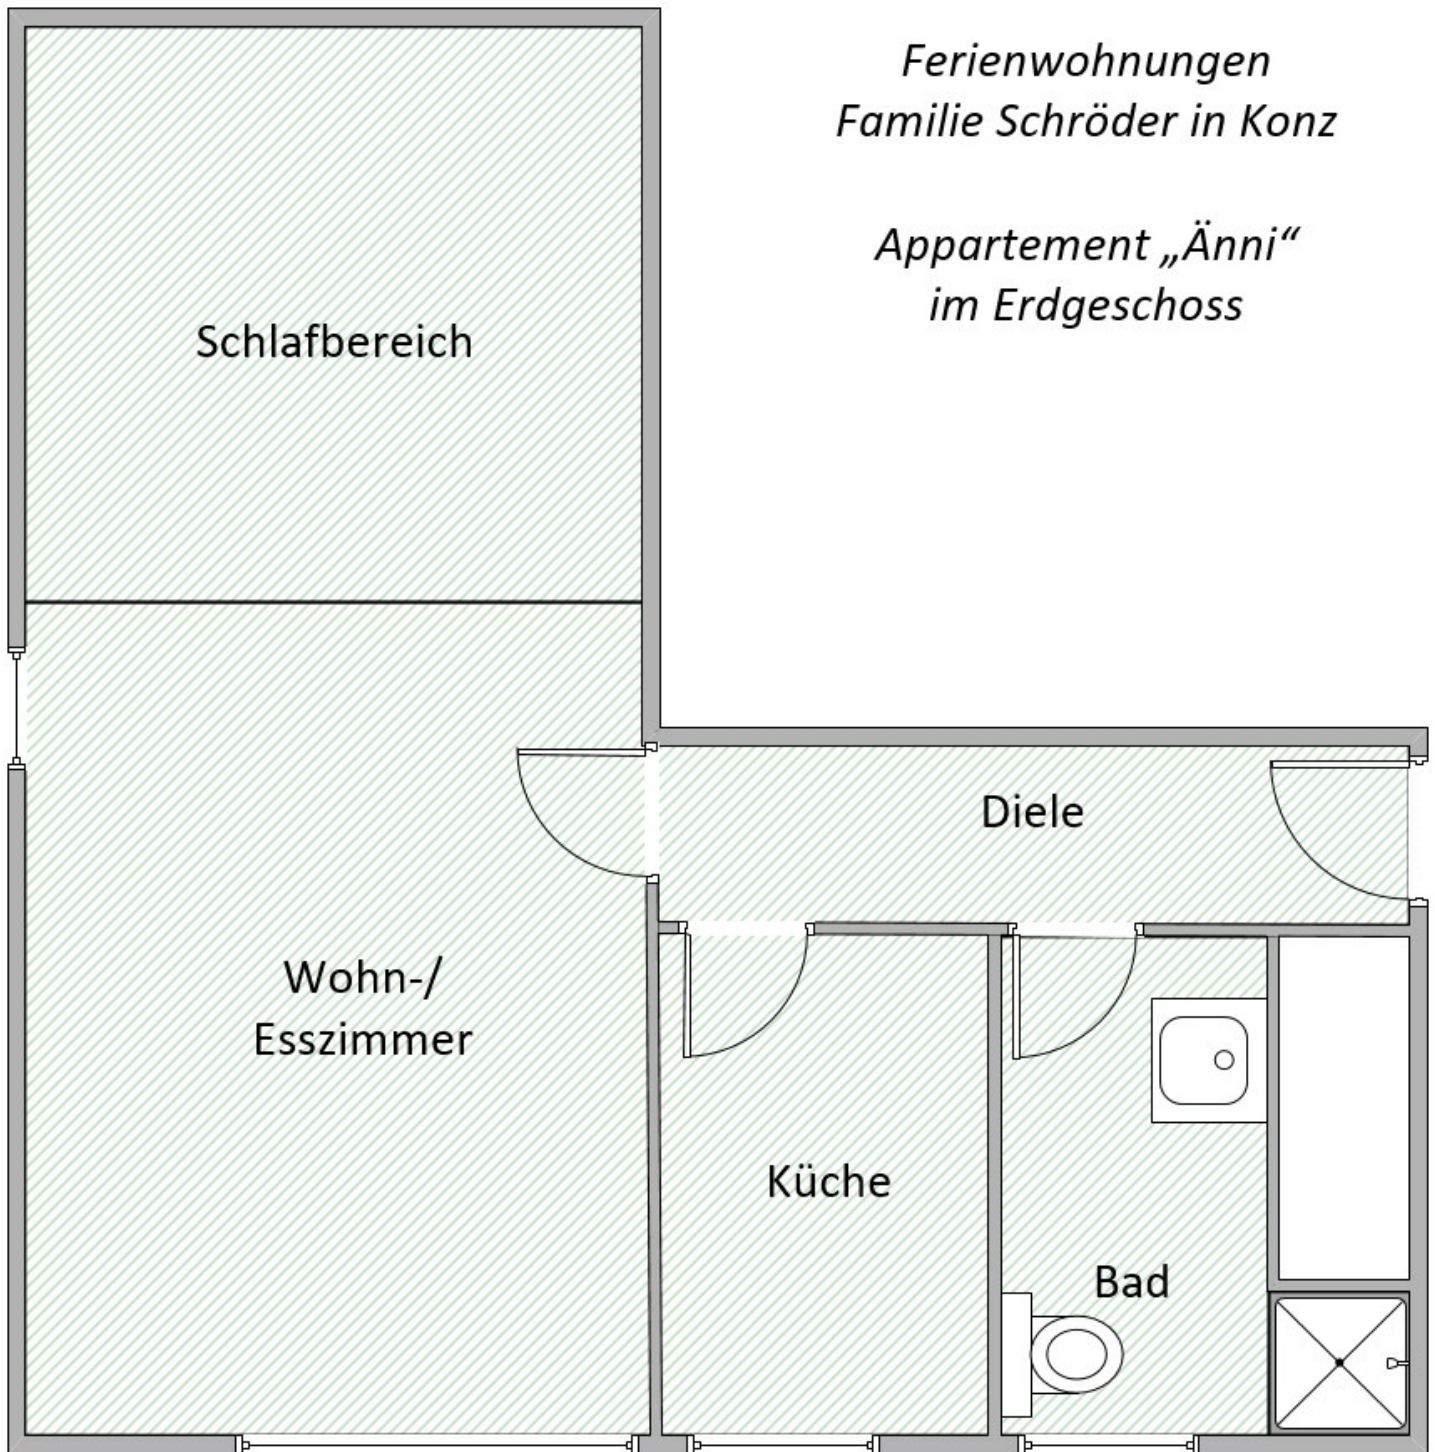 Ferienwohnungen
Familie Schröder in Konz
Appartement „Änni“
im Erdgeschoss
Schlafbereich
Diele
Wohn-/
Esszimmer
Küche
Bad